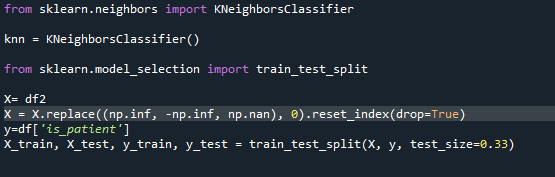 from sklearn.neighbors import KNeighborsClassifier
knn = KNeighborsClassifier()
from sklearn.model_selection import train_test_split
X= df2
X = X.replace((np.inf, -np.inf, np.nan), 0).reset_index(drop=True)
y=df['is_patient']
X_train, X_test, y_train, y_test = train_test_split(X, y, test_size=0.33)